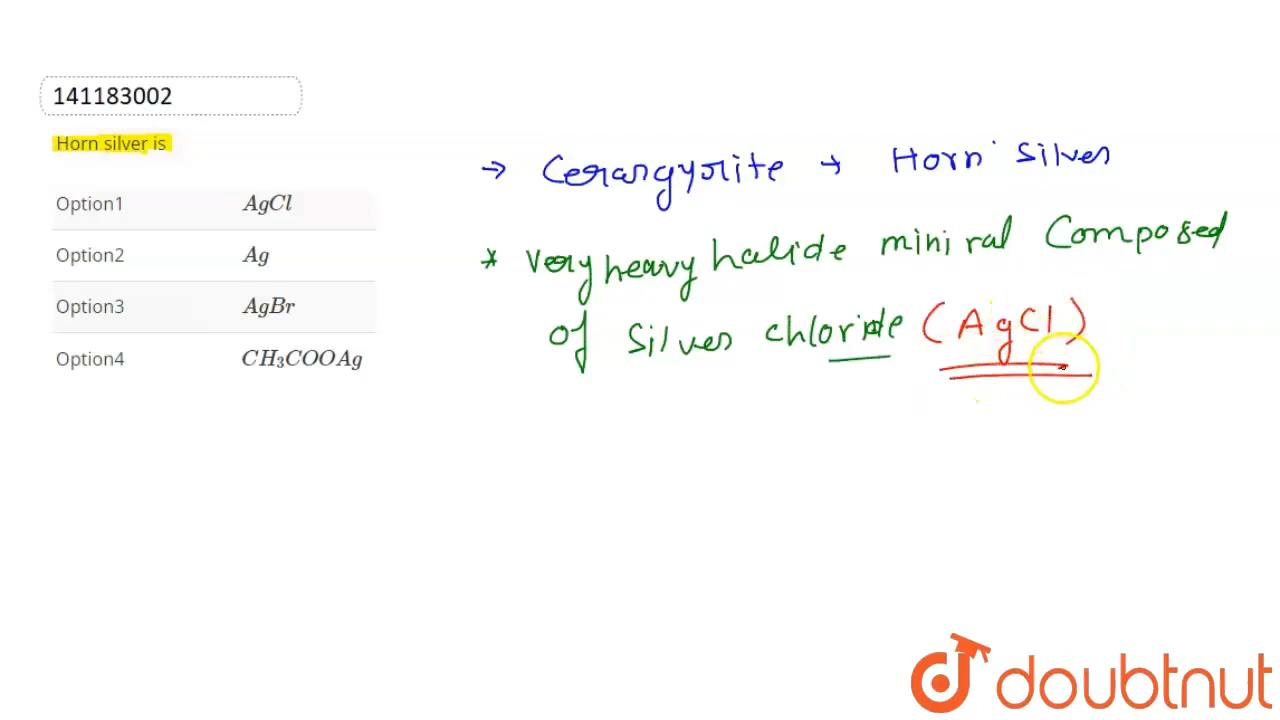 141183002
Horn silver is
Option1 AgCl
Option2 Ag
Option3 AgBr
Option4 CH₃COOAg
→ Cerargyrite → Horn Silver
* Very heavy halide miniral Composed
of Silver chloride (AgCl)
doubtnut